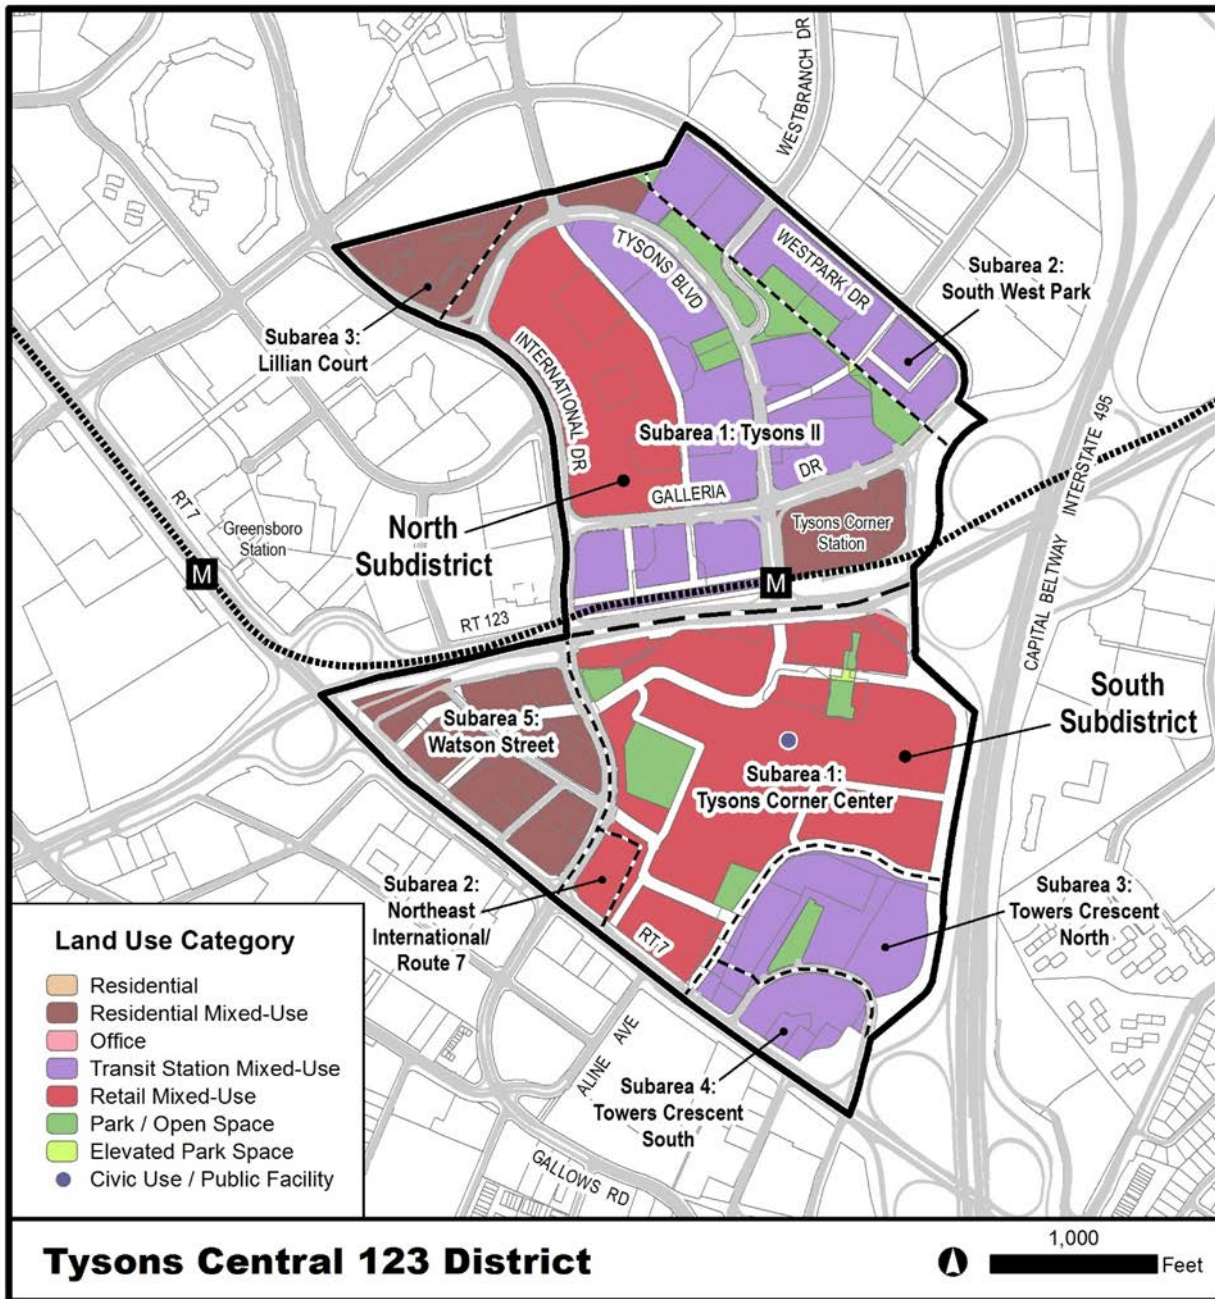 WESTBRANCH DR
WESTPARK DR
TYSONS BLVD
Subarea 2:
South West Park
Subarea 3:
Lillian Court
INTERNATIONAL DR
Subarea 1: Tysons II
GALLERIA DR
CAPITAL BELTWAY INTERSTATE 495
RT 7
Greensboro
Station
North
Subdistrict
Tysons Corner
Station
M
M
RT 123
South
Subdistrict
Subarea 5:
Watson Street
Subarea 1:
Tysons Corner Center
Subarea 2:
Northeast
International/
Route 7
Subarea 3:
Towers Crescent
North
RT 7
Subarea 4:
Towers Crescent
South
ALINE AVE
GALLOWS RD
Land Use Category
Residential
Residential Mixed-Use
Office
Transit Station Mixed-Use
Retail Mixed-Use
Park / Open Space
Elevated Park Space
Civic Use / Public Facility
Tysons Central 123 District
1,000
Feet